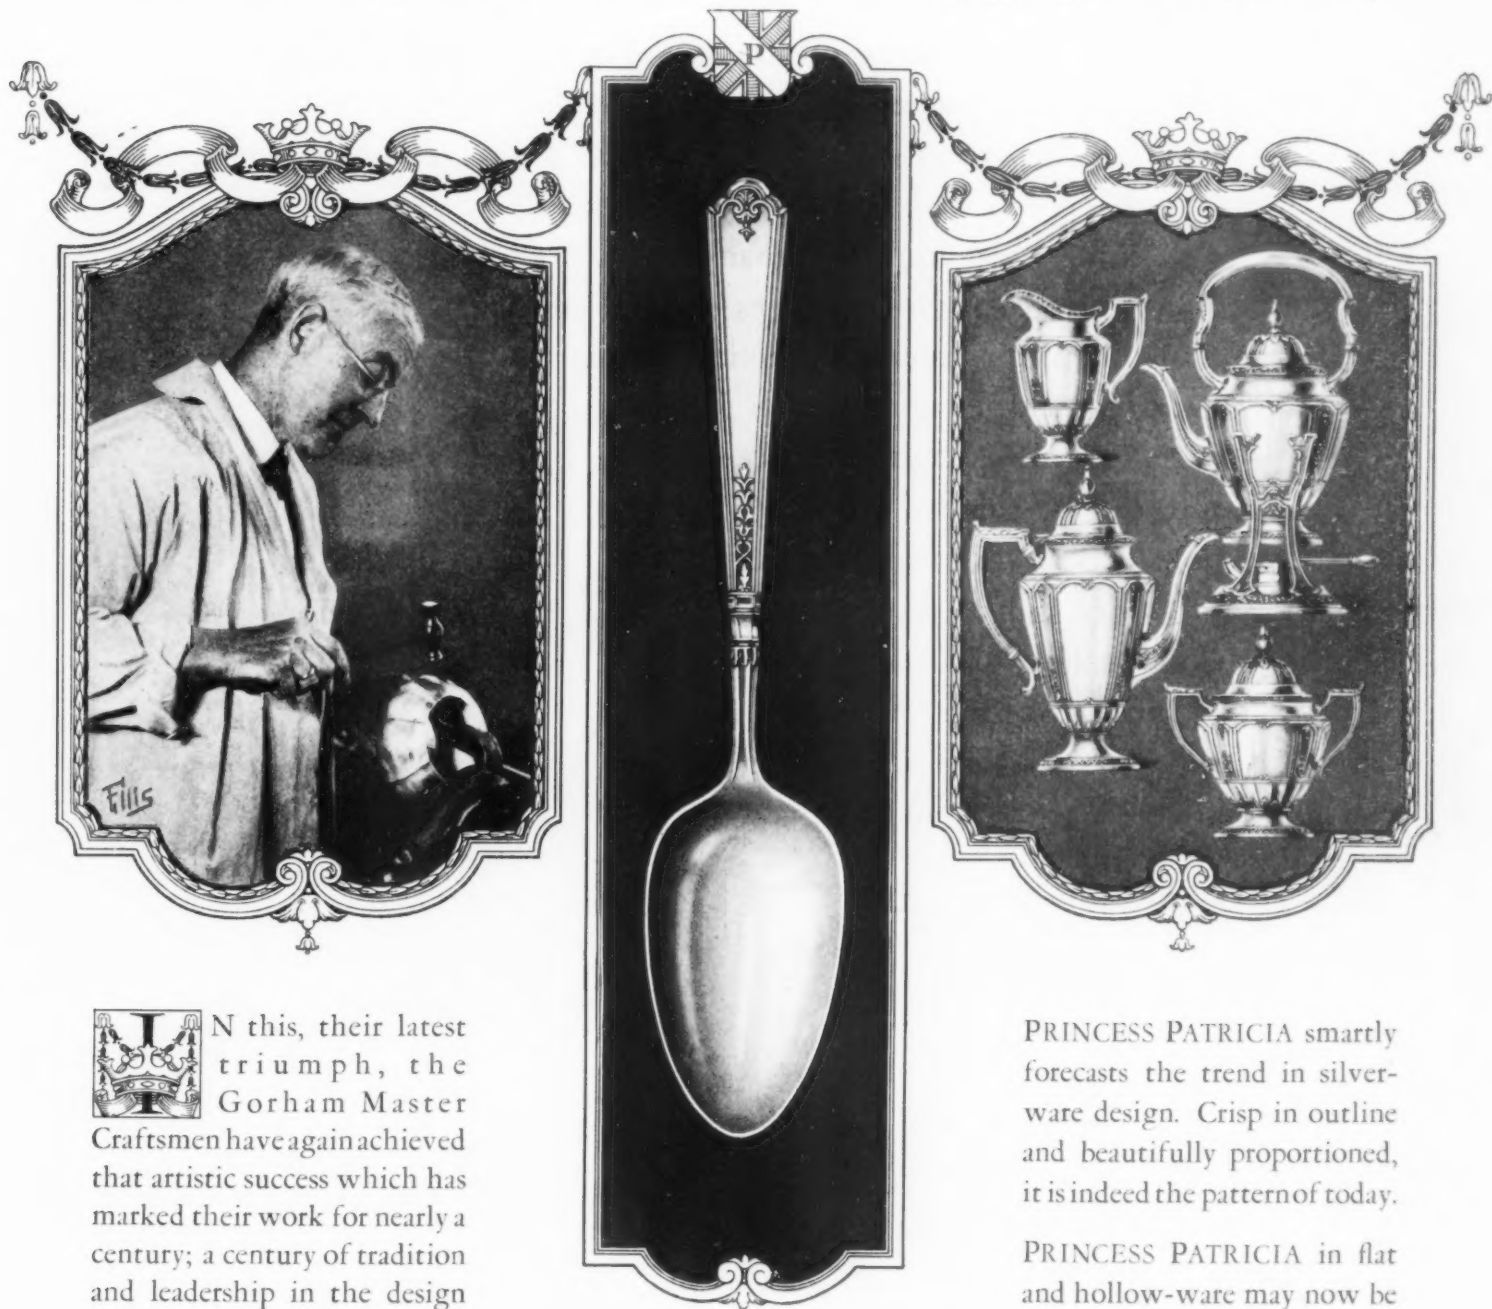 P
Fills
IN this, their latest
triumph, the
Gorham Master
Craftsmen have again achieved
that artistic success which has
marked their work for nearly a
century; a century of tradition
and leadership in the design
PRINCESS PATRICIA smartly
forecasts the trend in silver-
ware design. Crisp in outline
and beautifully proportioned,
it is indeed the pattern of today.
PRINCESS PATRICIA in flat
and hollow-ware may now be